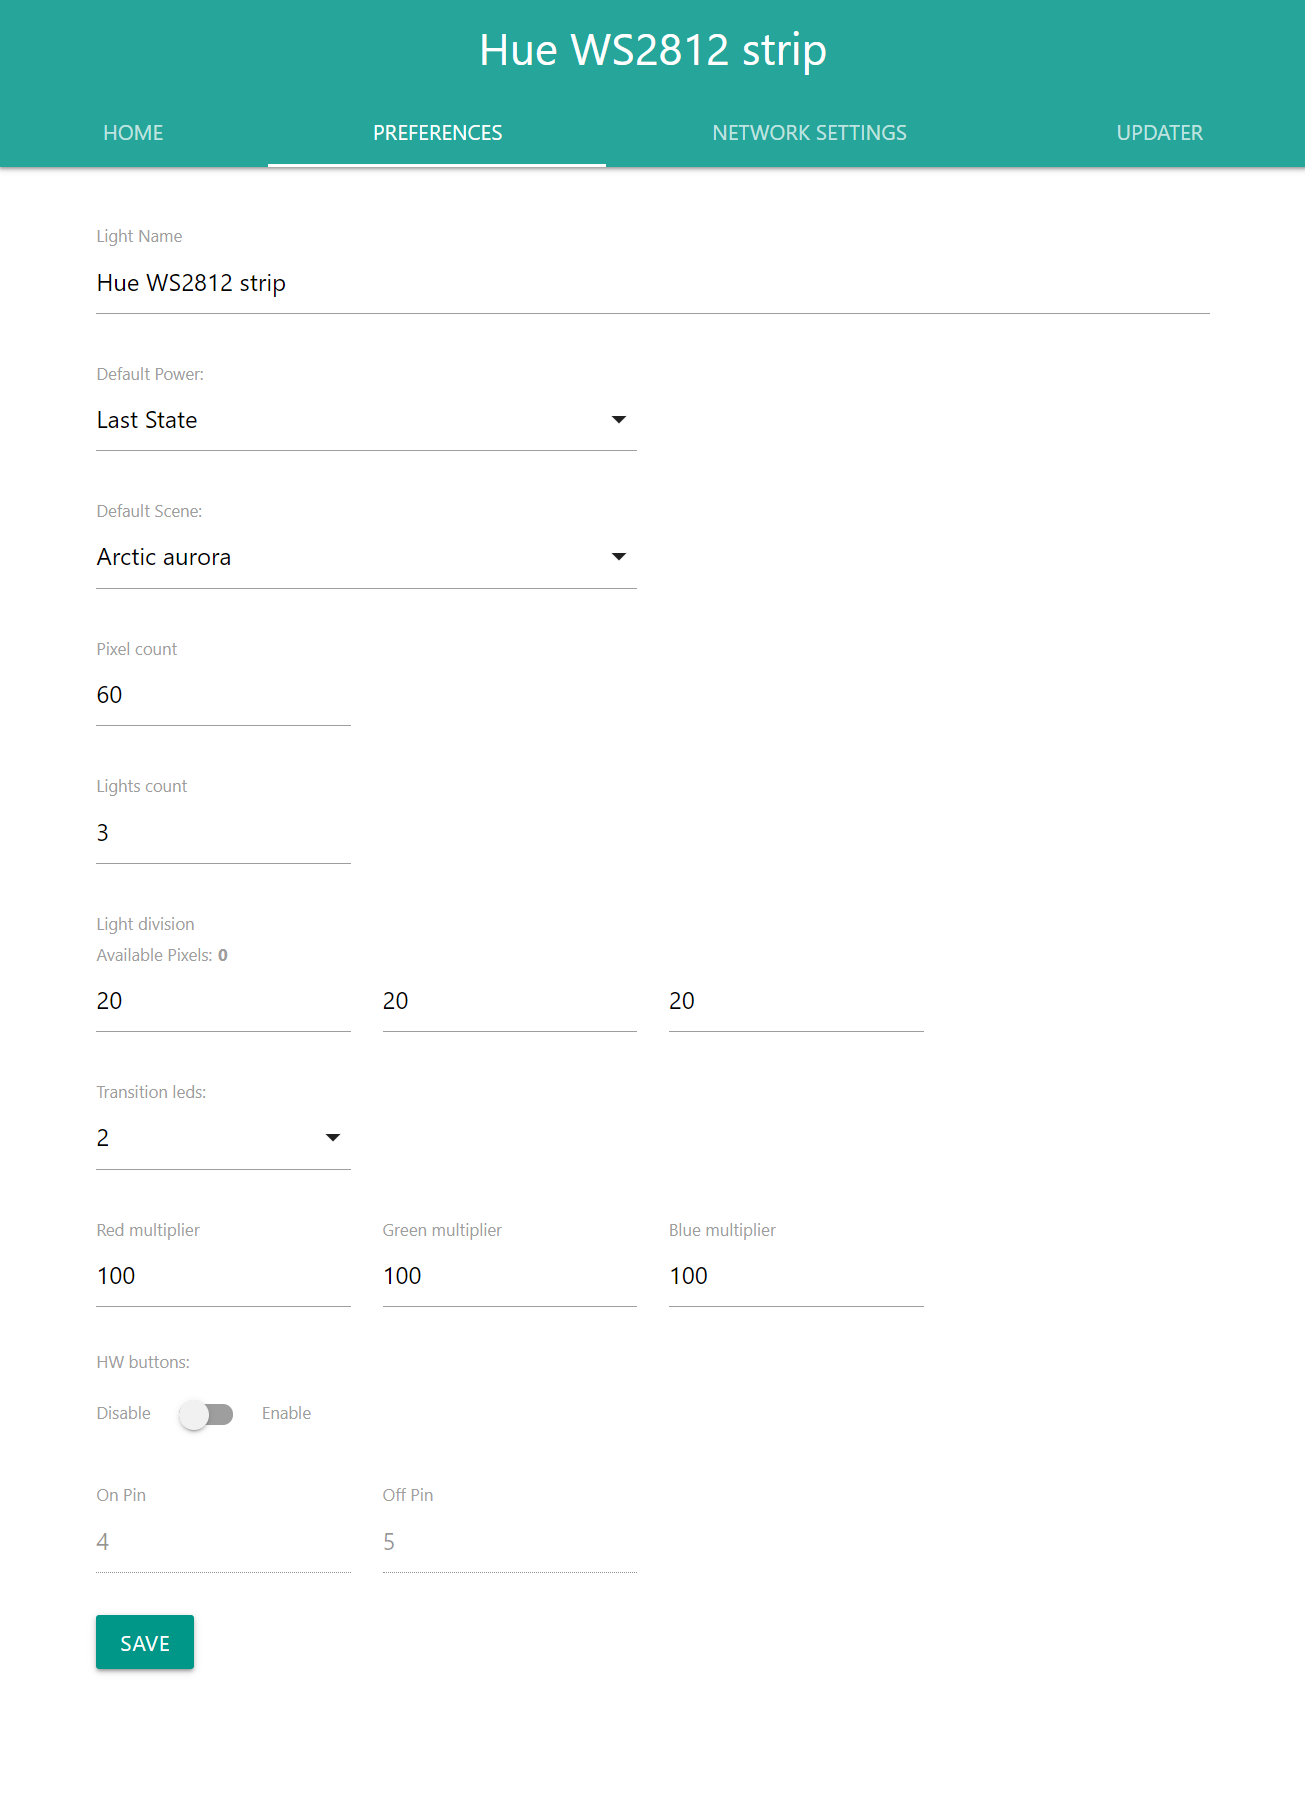 Hue WS2812 strip
HOME PREFERENCES NETWORK SETTINGS UPDATER
Light Name
Hue WS2812 strip
Default Power:
Last State
Default Scene:
Arctic aurora
Pixel count
60
Lights count
3
Light division
Available Pixels: 0
20 20 20
Transition leds:
2
Red multiplier Green multiplier Blue multiplier
100 100 100
HW buttons:
Disable Enable
On Pin Off Pin
4 5
SAVE